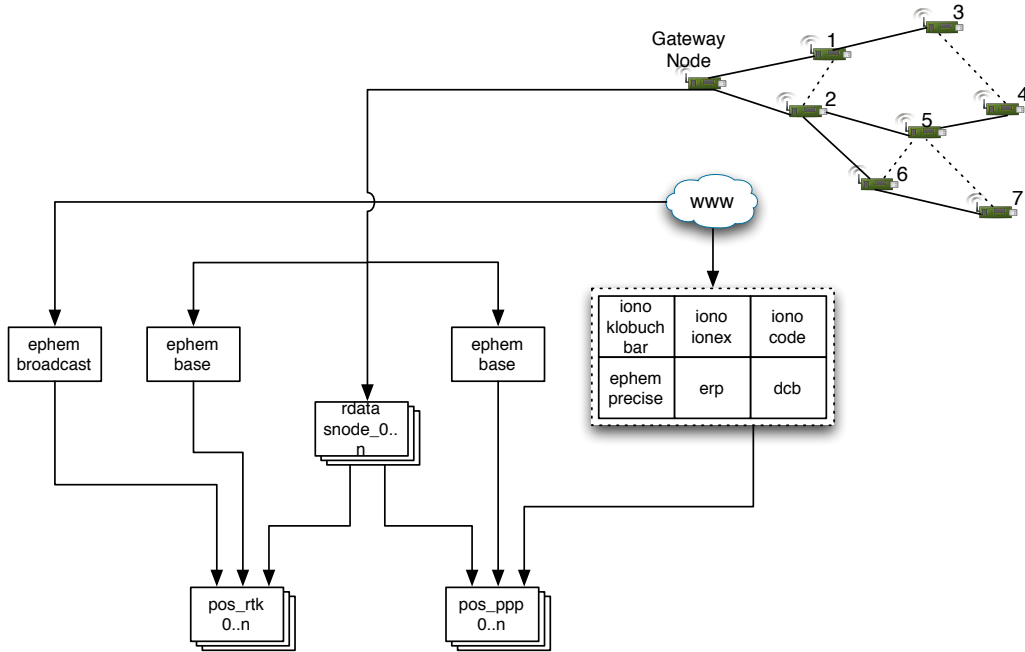 3
1
Gateway
Node
4
2
5
6
7
www
iono
klobuch
bar
iono
ionex
iono
code
ephem
precise
erp
dcb
ephem
broadcast
ephem
base
ephem
base
rdata
snode_0..
n
pos_rtk
0..n
pos_ppp
0..n